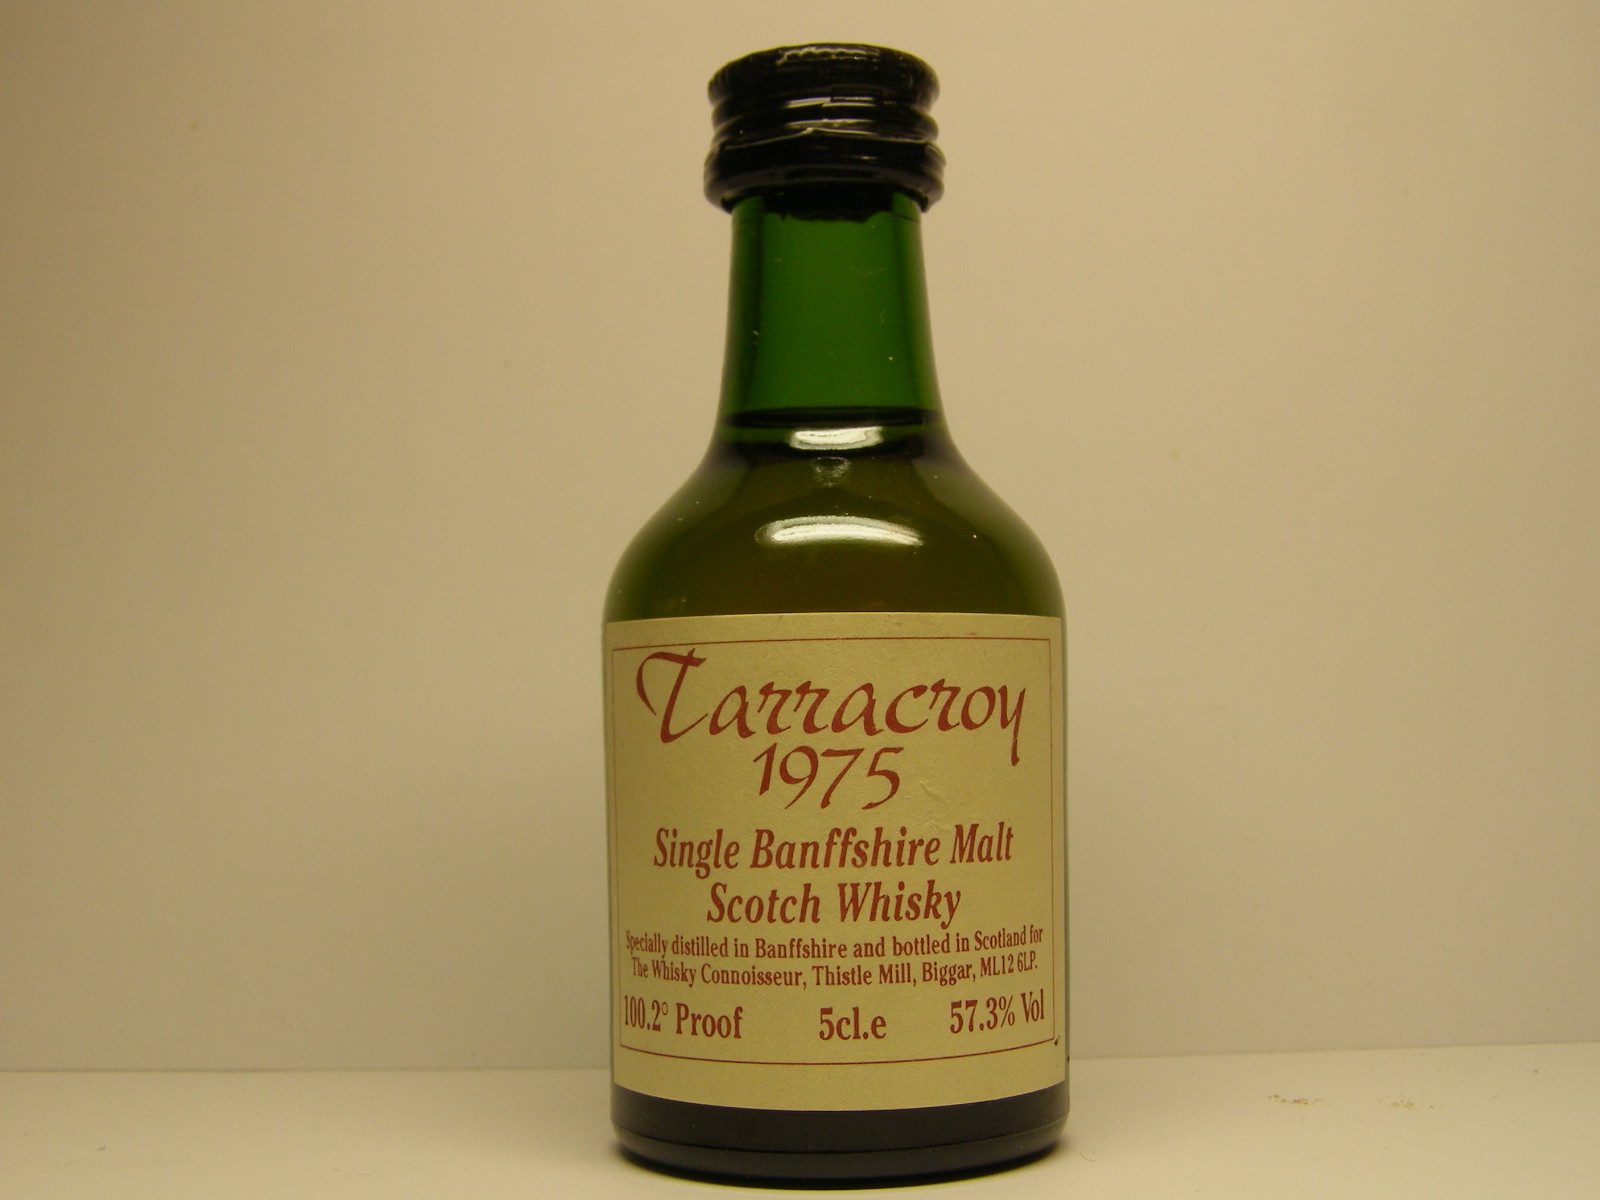 Tarracroy
1975
Single Banffshire Malt
Scotch Whisky
Specially distilled in Banffshire and bottled in Scotland for
The Whisky Connoisseur, Thistle Mill, Biggar, ML12 6LP.
100.2° Proof 5cl.e 57.3% Vol